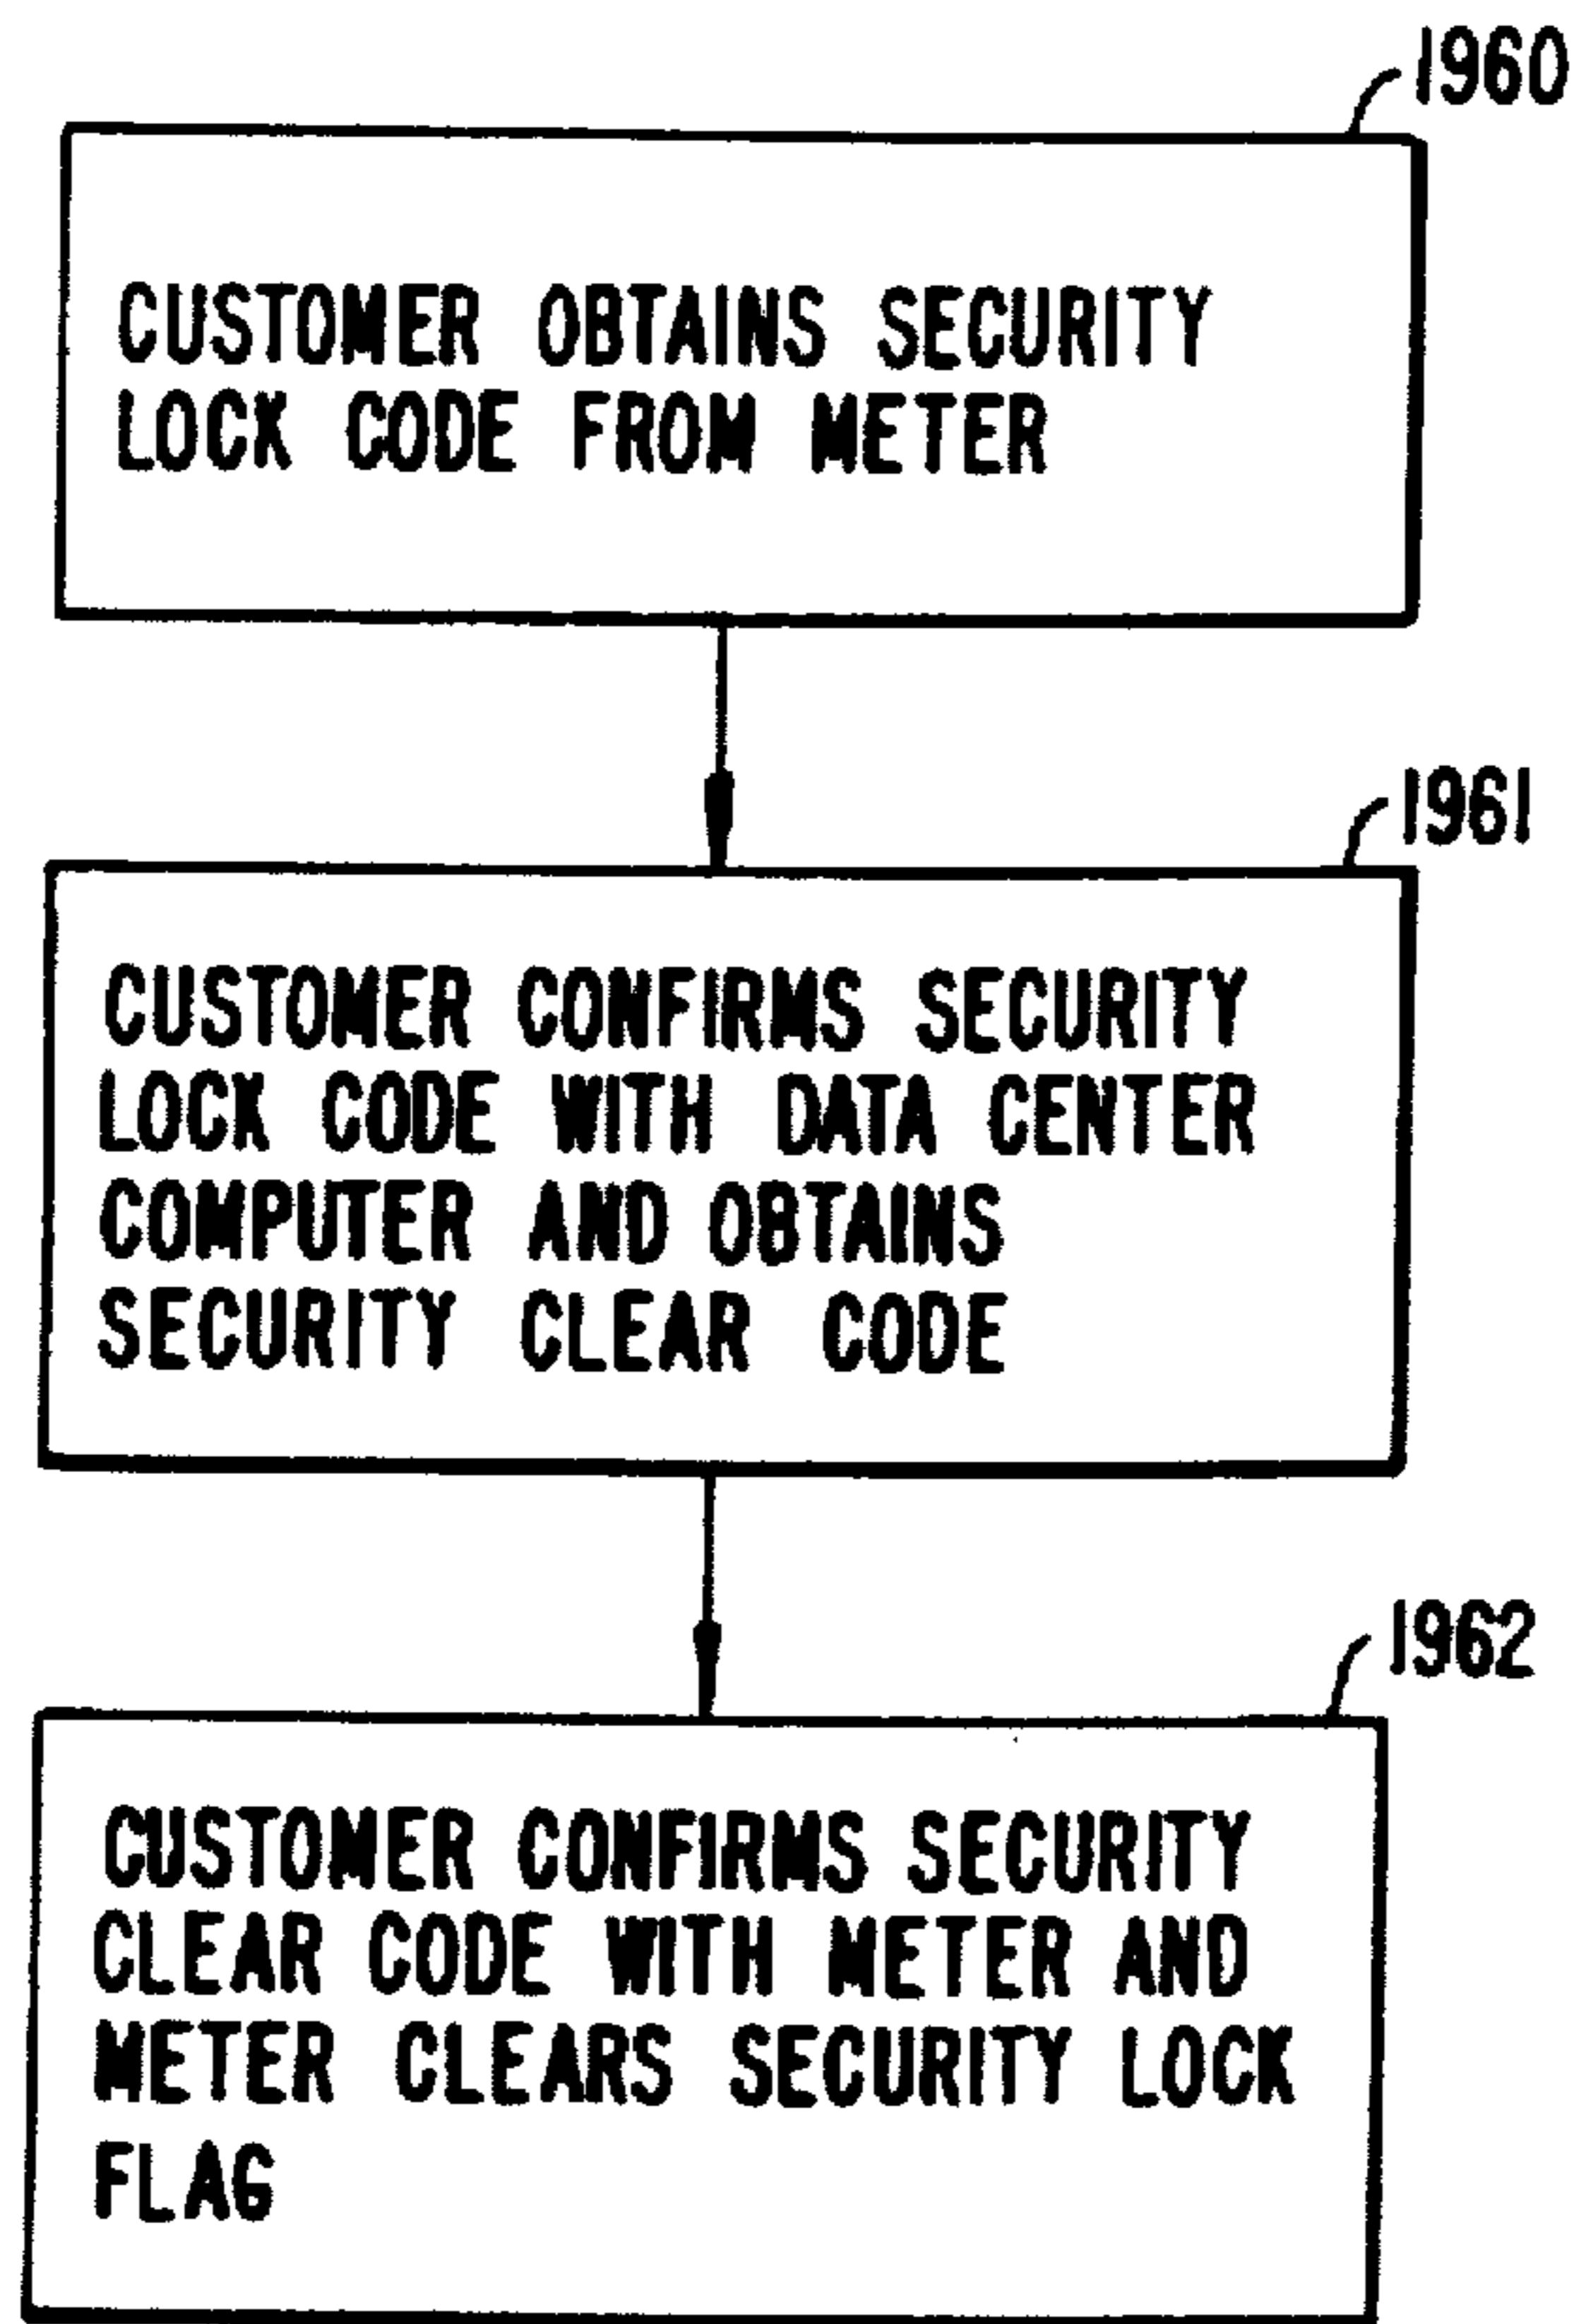 1960
CUSTOMER OBTAINS SECURITY
LOCK CODE FROM METER
1961
CUSTOMER CONFIRMS SECURITY
LOCK CODE WITH DATA CENTER
COMPUTER AND OBTAINS
SECURITY CLEAR CODE
1962
CUSTOMER CONFIRMS SECURITY
CLEAR CODE WITH METER AND
METER CLEARS SECURITY LOCK
FLAG